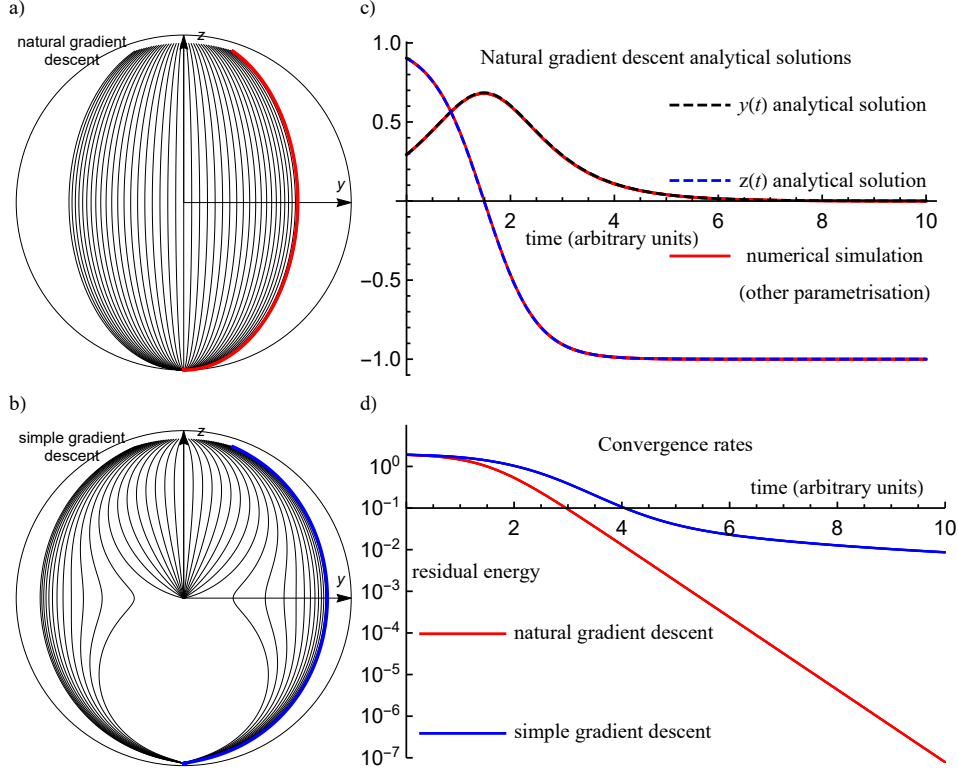 a)
natural gradient
descent
z
y
b)
simple gradient
descent
z
y
c)
1.0
Natural gradient descent analytical solutions
y(t) analytical solution
0.5
z(t) analytical solution
2
4
6
8
10
time (arbitrary units)
numerical simulation
−0.5
(other parametrisation)
−1.0
d)
Convergence rates
10^0
time (arbitrary units)
10^-1
2
4
6
8
10
10^-2
residual energy
10^-3
10^-4
natural gradient descent
10^-5
10^-6
simple gradient descent
10^-7